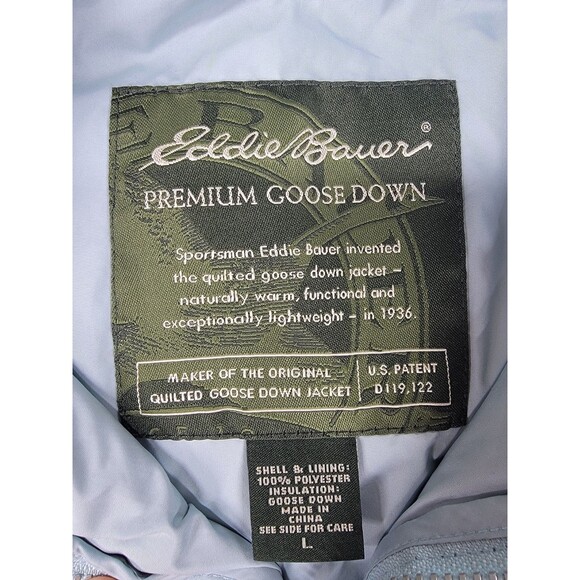 Eddie Bauer®
PREMIUM GOOSE DOWN
Sportsman Eddie Bauer invented
the quilted goose down jacket –
naturally warm, functional and
exceptionally lightweight – in 1936.
MAKER OF THE ORIGINAL
QUILTED GOOSE DOWN JACKET
U.S. PATENT
D119,122
SHELL & LINING:
100% POLYESTER
INSULATION:
GOOSE DOWN
MADE IN
CHINA
SEE SIDE FOR CARE
L